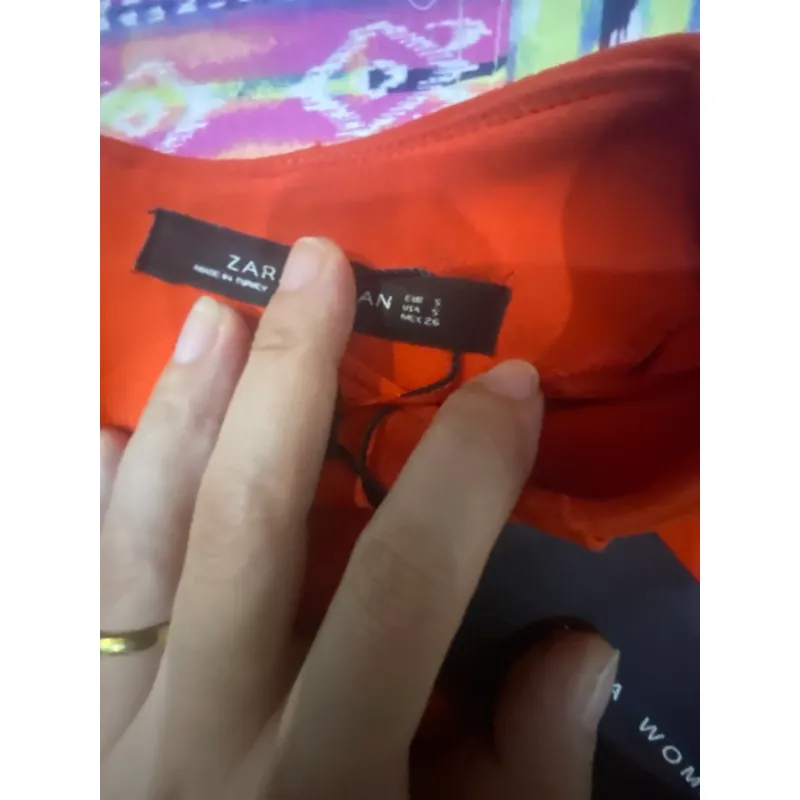 ZAR AN
MADE IN TURKEY
EUR S
USA S
MEX 26
A WOM